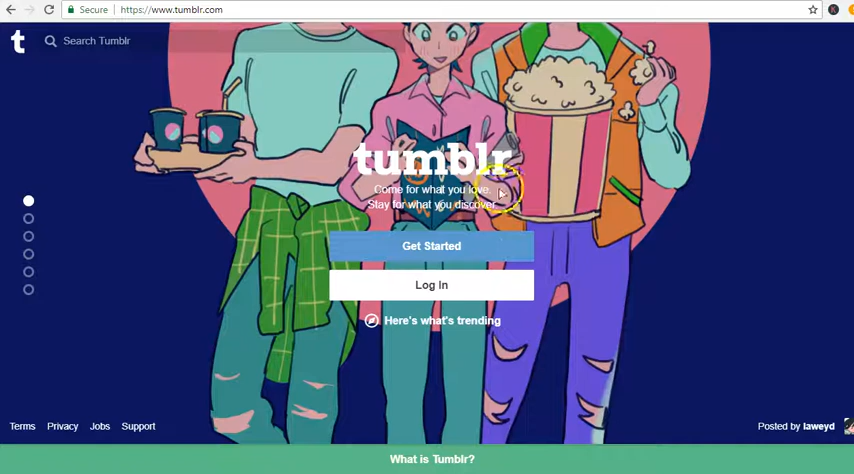 Secure
https://www.tumblr.com
t
Search Tumblr
tumblr
Come for what you love.
Stay for what you discover.
Get Started
Log In
Here's what's trending
Terms
Privacy
Jobs
Support
Posted by laweyd
What is Tumblr?